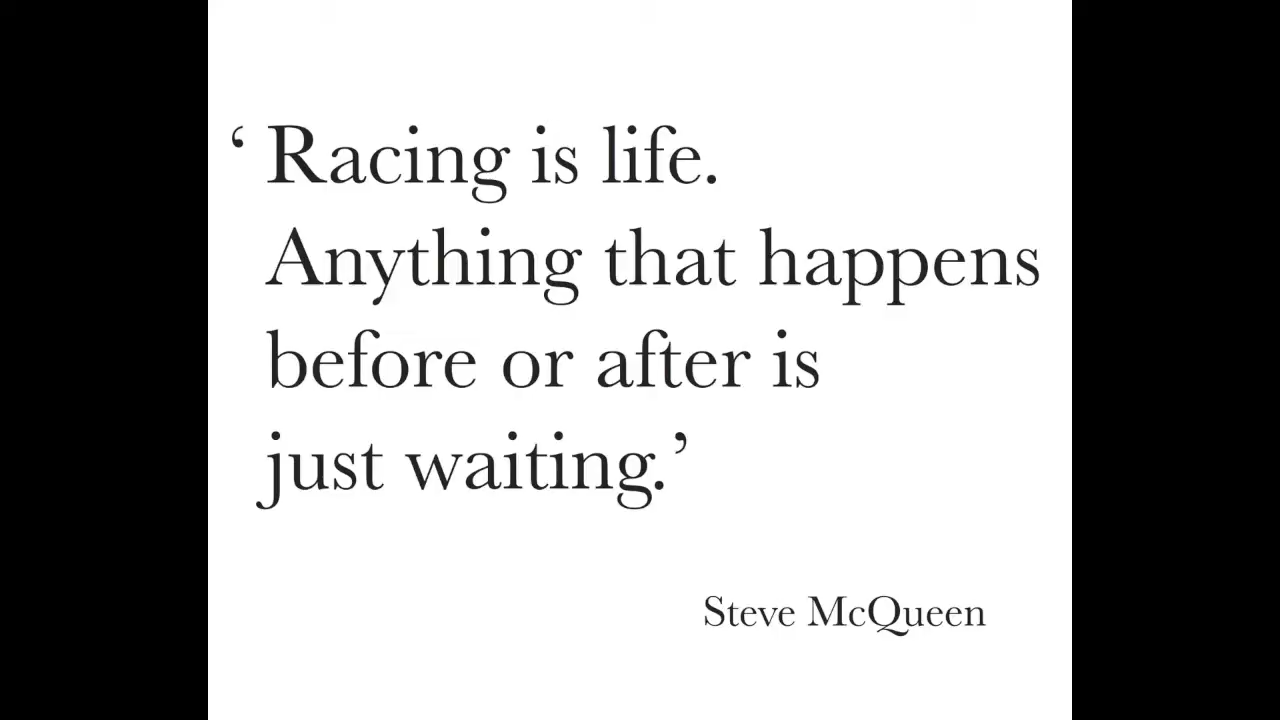 ‘ Racing is life.
Anything that happens
before or after is
just waiting.’
Steve McQueen